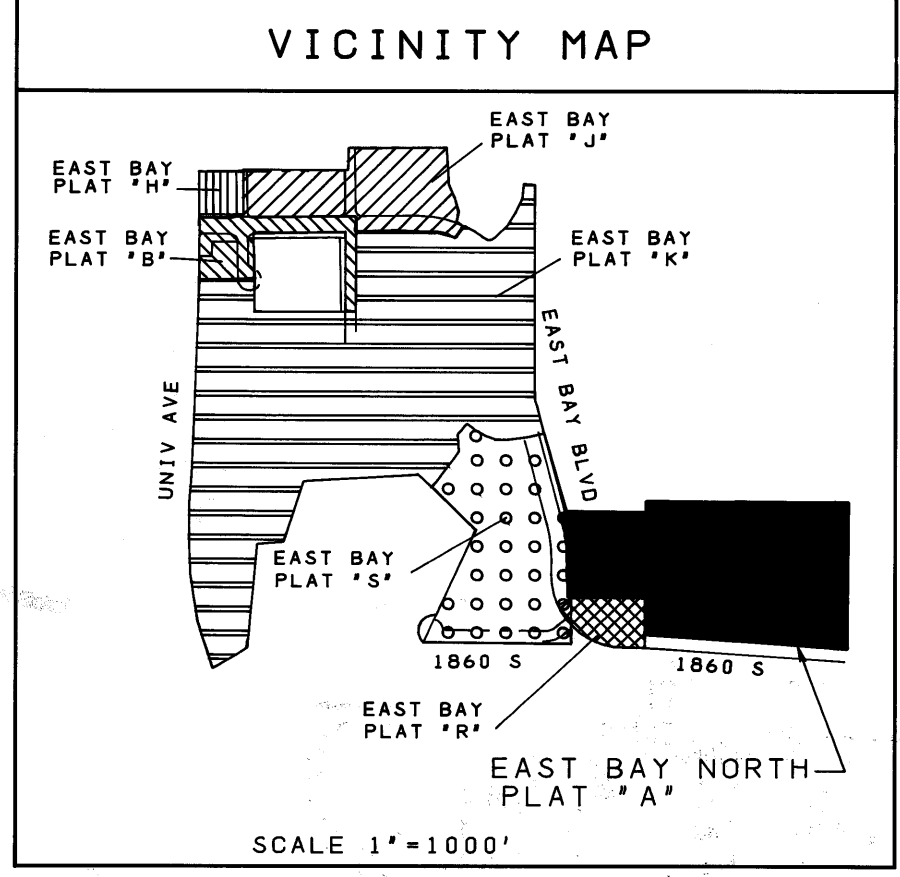 VICINITY MAP
EAST BAY
PLAT "J"
EAST BAY
PLAT "H"
EAST BAY
PLAT "B"
EAST BAY
PLAT "K"
EAST BAY BLVD
UNIV AVE
EAST BAY
PLAT "S"
1860 S
1860 S
EAST BAY
PLAT "R"
EAST BAY NORTH
PLAT "A"
SCALE 1"=1000'